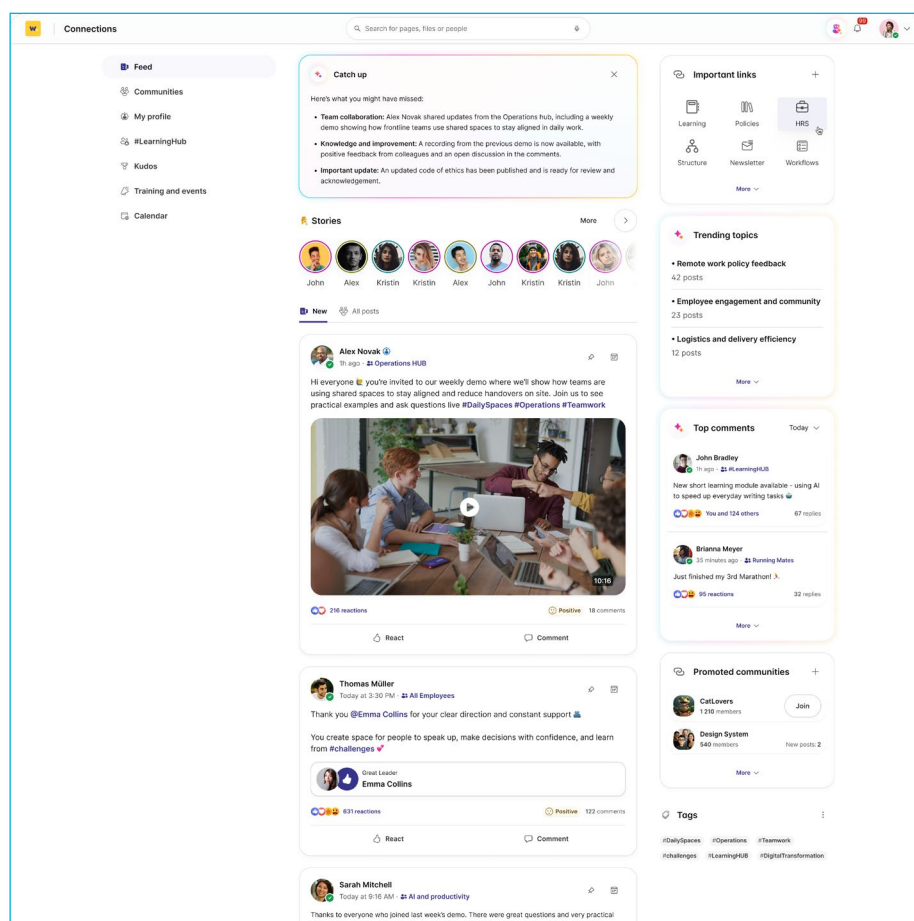 w
Connections
Search for pages, files or people
Feed
Communities
My profile
#LearningHub
Kudos
Training and events
Calendar
Catch up
Here's what you might have missed:
• Team collaboration: Alex Novak shared updates from the Operations hub, including a weekly
demo showing how frontline teams use shared spaces to stay aligned in daily work.
• Knowledge and improvement: A recording from the previous demo is now available, with
positive feedback from colleagues and an open discussion in the comments.
• Important update: An updated code of ethics has been published and is ready for review and
acknowledgement.
Stories
More
John Alex Kristin Kristin Alex John Kristin Kristin John
New All posts
Alex Novak
1h ago - Operations HUB
Hi everyone you're invited to our weekly demo where we'll show how teams are
using shared spaces to stay aligned and reduce handovers on site. Join us to see
practical examples and ask questions live #DailySpaces #Operations #Teamwork
10:16
216 reactions
Positive 18 comments
React Comment
Thomas Müller
Today at 3:30 PM - All Employees
Thank you @Emma Collins for your clear direction and constant support
You create space for people to speak up, make decisions with confidence, and learn
from #challenges
Great Leader
Emma Collins
631 reactions
Positive 122 comments
React Comment
Sarah Mitchell
Today at 9:16 AM - AI and productivity
Thanks to everyone who joined last week's demo. There were great questions and very practical
Important links
Learning Policies HRS
Structure Newsletter Workflows
More
Trending topics
• Remote work policy feedback
42 posts
• Employee engagement and community
23 posts
• Logistics and delivery efficiency
12 posts
More
Top comments Today
John Bradley
1h ago - #LearningHUB
New short learning module available - using AI
to speed up everyday writing tasks
You and 124 others 67 replies
Brianna Meyer
35 minutes ago - Running Mates
Just finished my 3rd Marathon!
95 reactions 32 replies
More
Promoted communities
CatLovers
1 210 members
Join
Design System
540 members
New posts: 2
More
Tags
#DailySpaces #Operations #Teamwork
#challenges #LearningHUB #DigitalTransformation